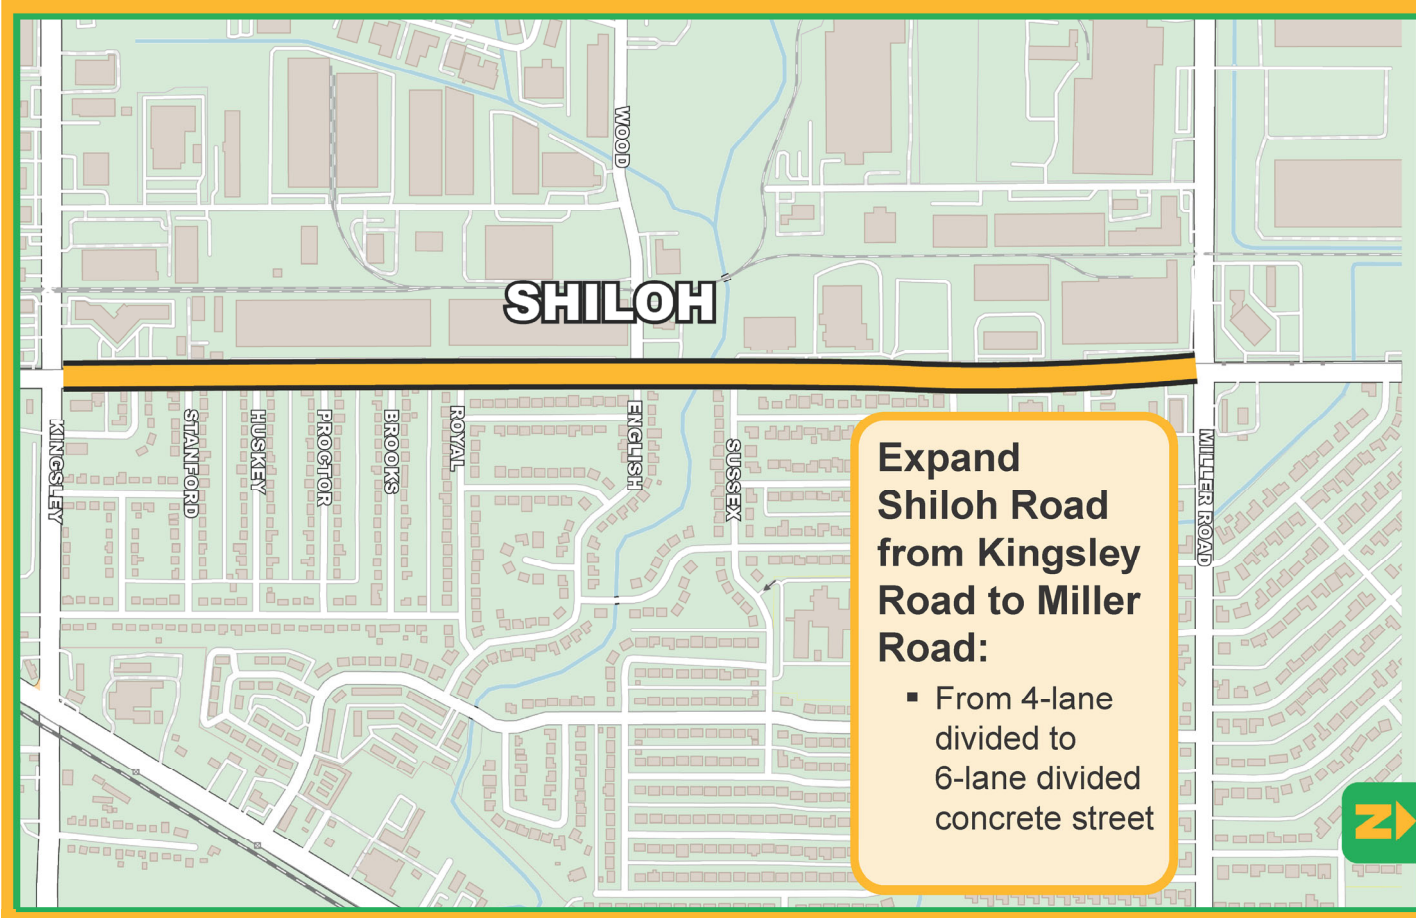 WOOD
SHILOH
KINGSLEY
STANFORD
HUSKEY
PROCTOR
BROOKS
ROYAL
ENGLISH
SUSSEX
MILLER ROAD
Expand
Shiloh Road
from Kingsley
Road to Miller
Road:
▪ From 4-lane
divided to
6-lane divided
concrete street
N